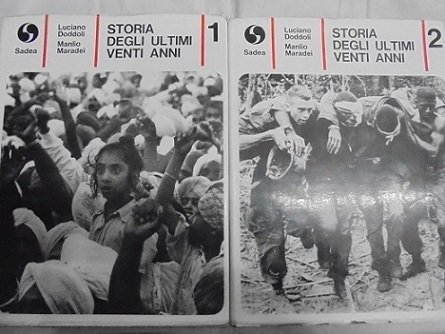 Sadea
Luciano
Doddoli
Manlio
Maradei
STORIA
DEGLI ULTIMI
VENTI ANNI
1
Sadea
Luciano
Doddoli
Manlio
Maradei
STORIA
DEGLI ULTIMI
VENTI ANNI
2